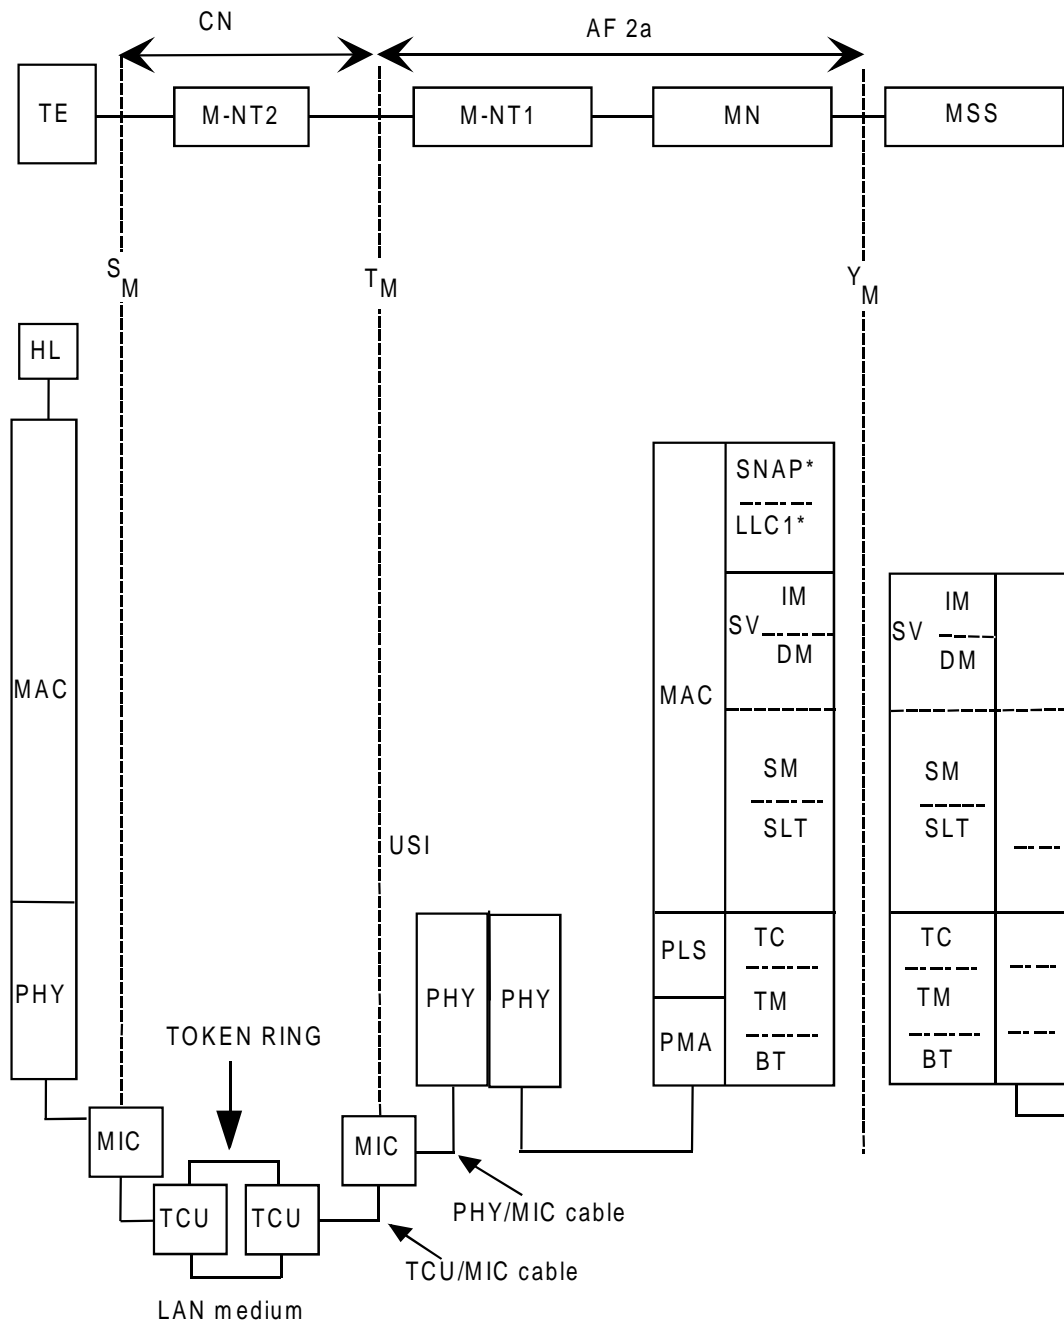 CN
AF 2a
TE
M-NT2
M-NT1
MN
MSS
S M
T M
Y M
HL
SNAP*
LLC1*
IM
SV
DM
IM
SV
DM
MAC
MAC
SM
SLT
SM
SLT
USI
PHY
PHY
PHY
PLS
PMA
TC
TM
BT
TC
TM
BT
TOKEN RING
MIC
MIC
TCU
TCU
PHY/MIC cable
TCU/MIC cable
LAN medium